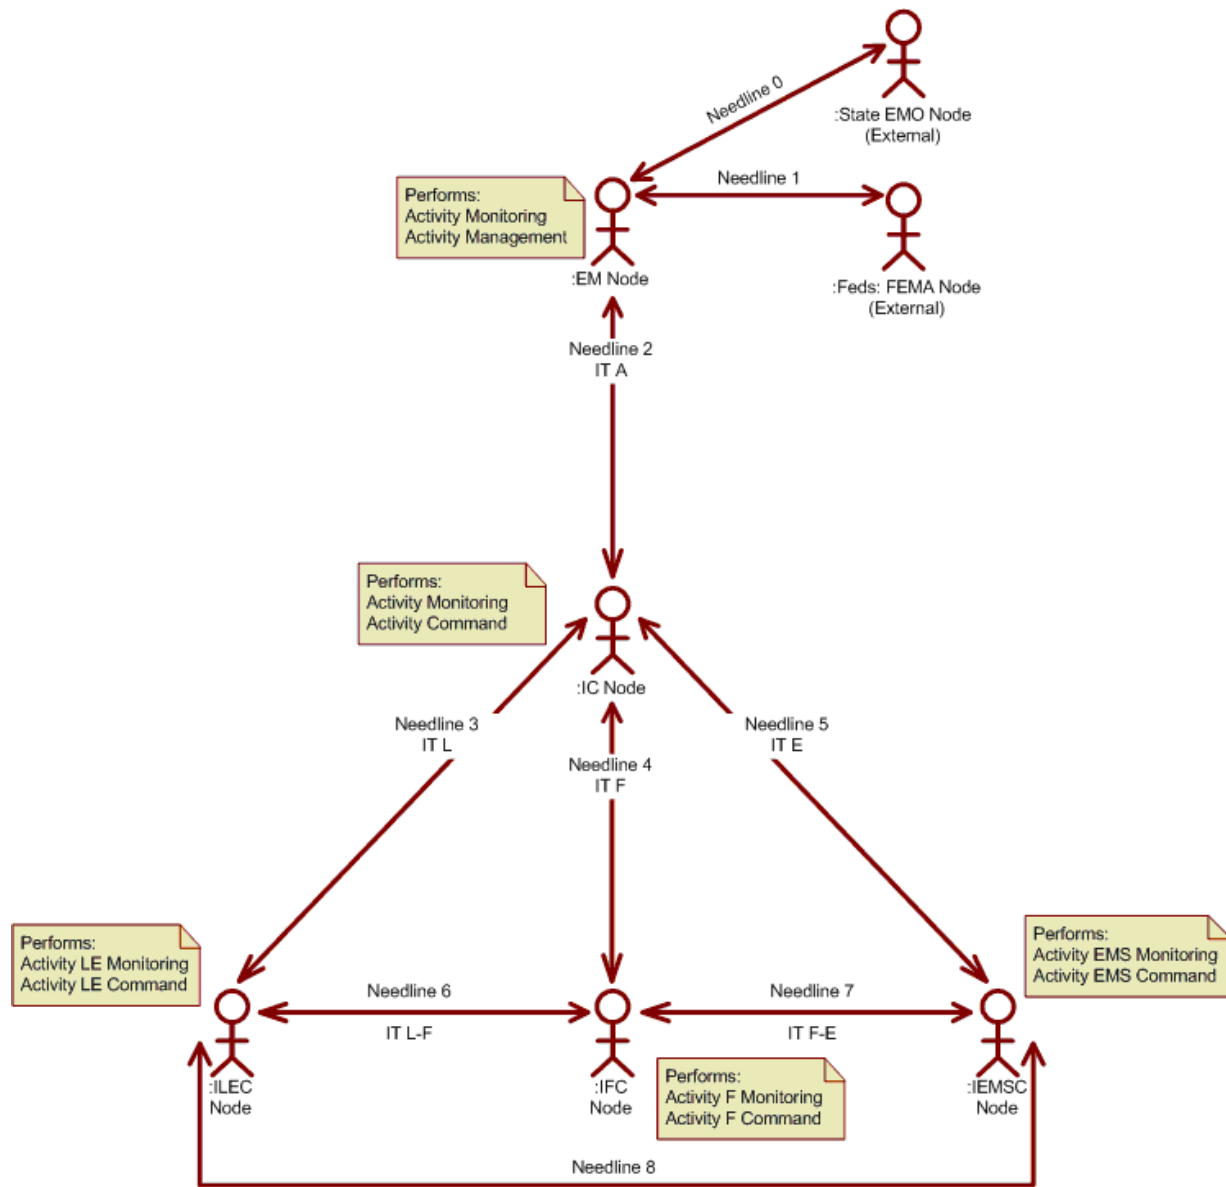 Needline 0
:State EMO Node
(External)
Needline 1
Performs:
Activity Monitoring
Activity Management
:EM Node
:Feds: FEMA Node
(External)
Needline 2
IT A
Performs:
Activity Monitoring
Activity Command
:IC Node
Needline 3
IT L
Needline 4
IT F
Needline 5
IT E
Performs:
Activity LE Monitoring
Activity LE Command
Performs:
Activity EMS Monitoring
Activity EMS Command
Needline 6
IT L-F
Needline 7
IT F-E
:ILEC
Node
:IFC
Node
Performs:
Activity F Monitoring
Activity F Command
:IEMSC
Node
Needline 8